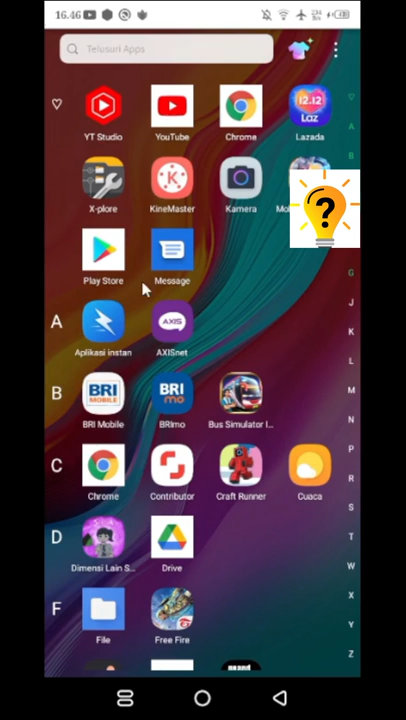 16.46
Telusuri Apps
YT Studio YouTube Chrome Lazada
12.12
Laz
X-plore KineMaster Kamera
Play Store Message
A
Aplikasi instan AXISnet
AXIS
B
BRI MOBILE
BRI mo
BRI Mobile BRImo Bus Simulator I...
C
Chrome Contributor Craft Runner Cuaca
D
Dimensi Lain S... Drive
F
File Free Fire
A
B
G
J
K
L
M
N
P
R
S
T
W
X
Y
Z
?